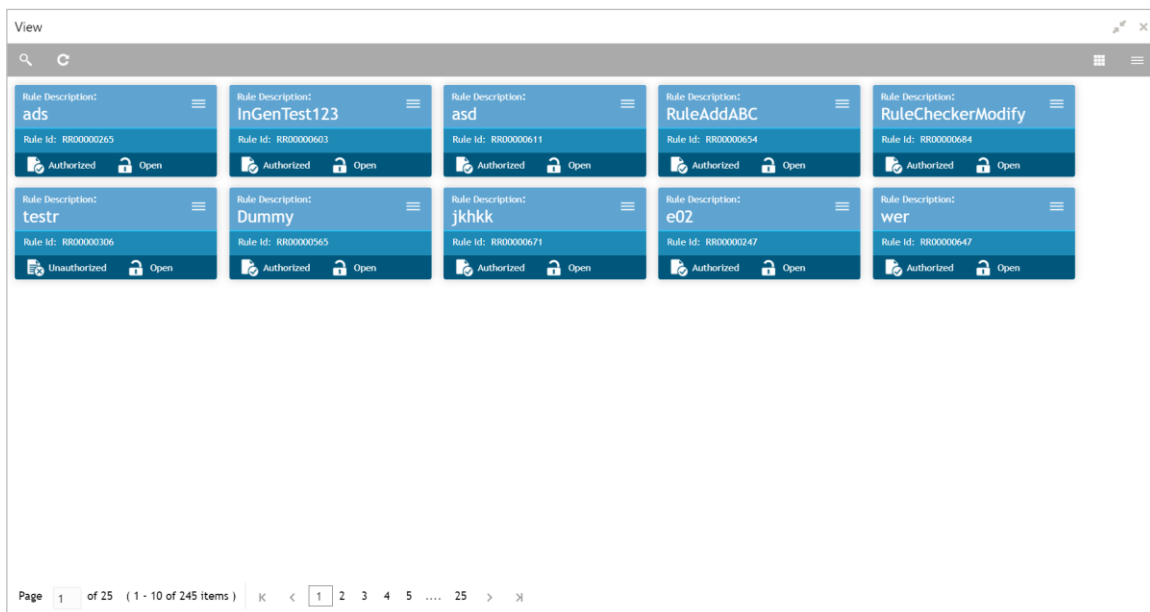 View
Rule Description:
ads
Rule Id: RR00000265
Authorized Open
Rule Description:
InGenTest123
Rule Id: RR00000603
Authorized Open
Rule Description:
asd
Rule Id: RR00000611
Authorized Open
Rule Description:
RuleAddABC
Rule Id: RR00000654
Authorized Open
Rule Description:
RuleCheckerModify
Rule Id: RR00000684
Authorized Open
Rule Description:
testr
Rule Id: RR00000306
Unauthorized Open
Rule Description:
Dummy
Rule Id: RR00000565
Authorized Open
Rule Description:
jkhkk
Rule Id: RR00000671
Authorized Open
Rule Description:
e02
Rule Id: RR00000247
Authorized Open
Rule Description:
wer
Rule Id: RR00000647
Authorized Open
Page 1 of 25 ( 1 - 10 of 245 items ) 1 2 3 4 5 .... 25